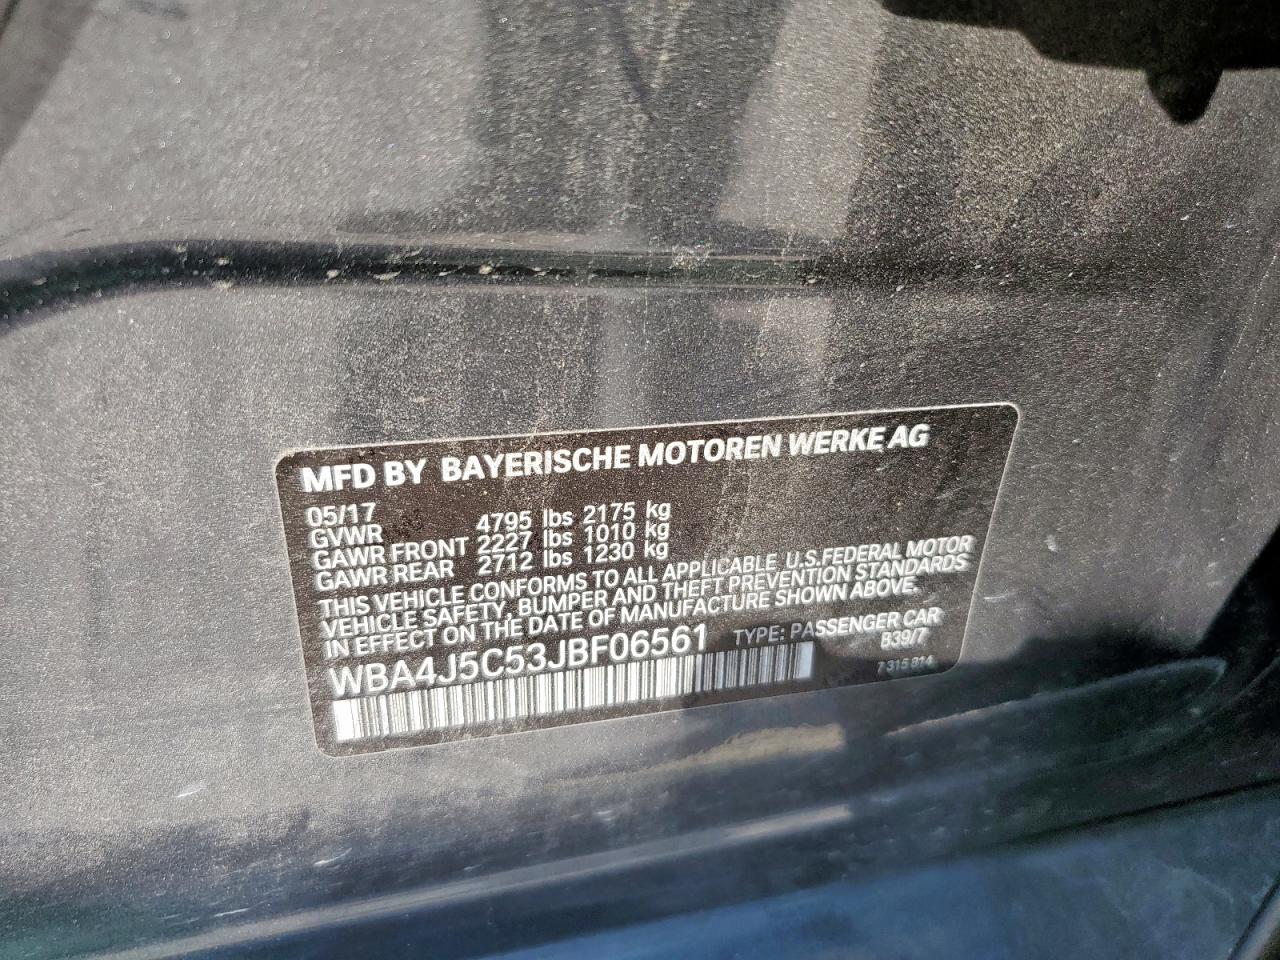 MFD BY BAYERISCHE MOTOREN WERKE AG
05/17
GVWR 4795 lbs 2175 kg
GAWR FRONT 2227 lbs 1010 kg
GAWR REAR 2712 lbs 1230 kg
THIS VEHICLE CONFORMS TO ALL APPLICABLE U.S.FEDERAL MOTOR
VEHICLE SAFETY, BUMPER AND THEFT PREVENTION STANDARDS
IN EFFECT ON THE DATE OF MANUFACTURE SHOWN ABOVE.
WBA4J5C53JBF06561 TYPE: PASSENGER CAR
B39/7
7 315 814